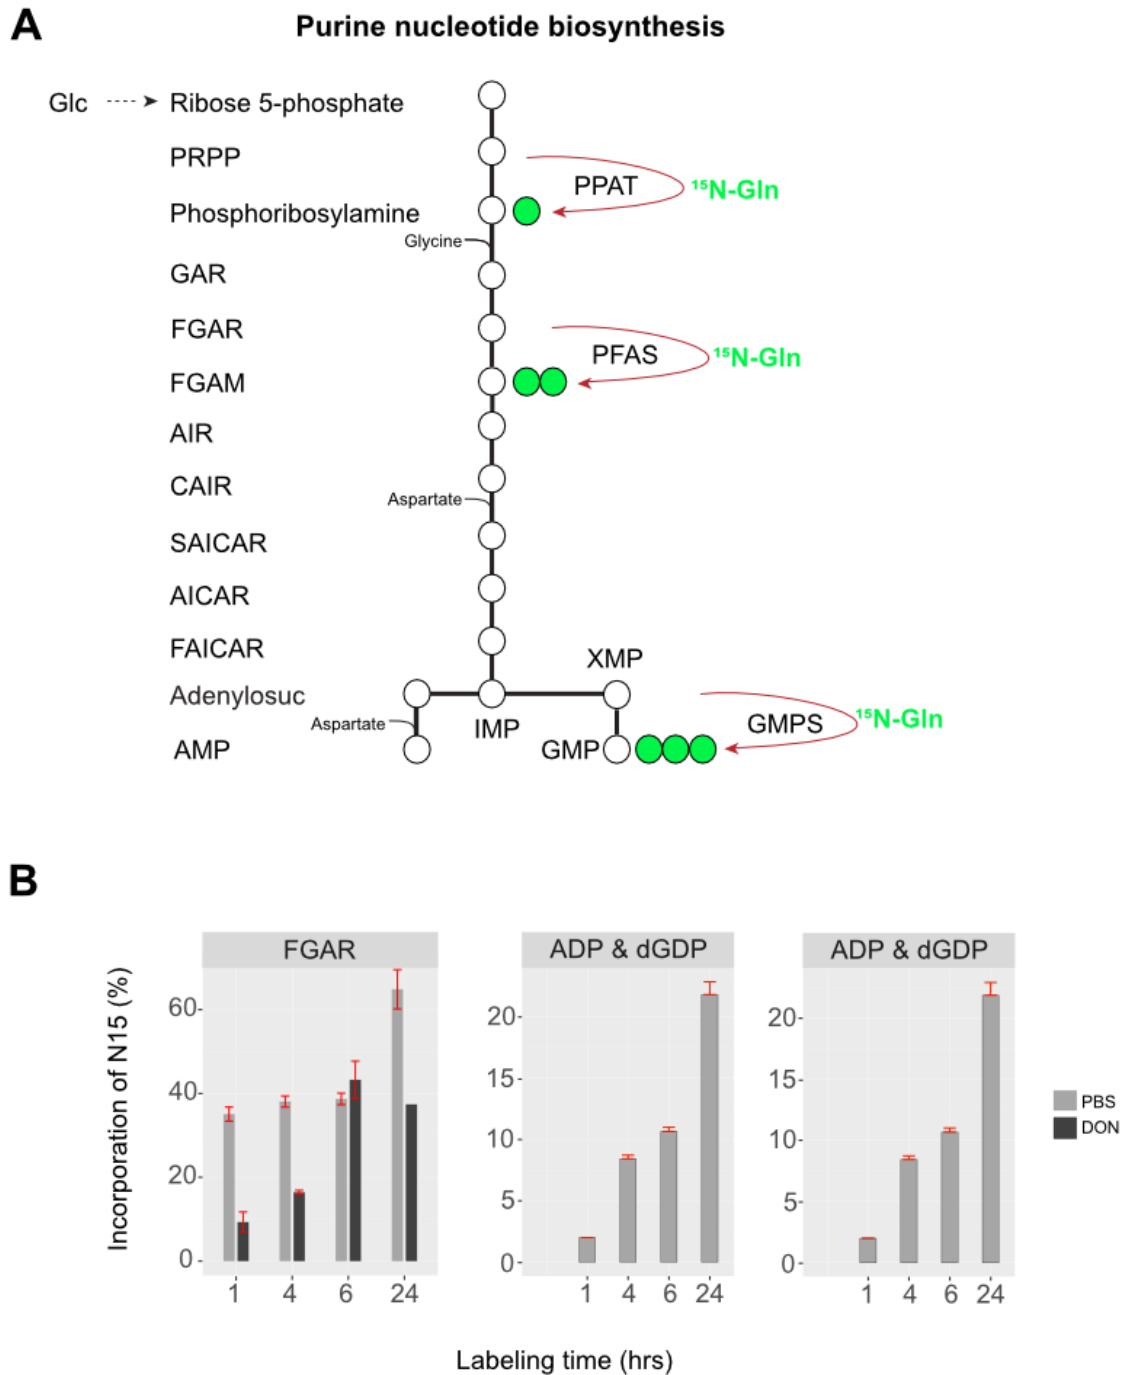 A
Purine nucleotide biosynthesis
Glc
Ribose 5-phosphate
PRPP
PPAT
¹⁵N-Gln
Phosphoribosylamine
Glycine
GAR
FGAR
PFAS
¹⁵N-Gln
FGAM
AIR
CAIR
Aspartate
SAICAR
AICAR
FAICAR
XMP
Adenylosuc
IMP
GMPS
¹⁵N-Gln
Aspartate
AMP
GMP
B
Incorporation of N15 (%)
FGAR
60
40
20
0
1 4 6 24
ADP & dGDP
20
15
10
5
0
1 4 6 24
ADP & dGDP
20
15
10
5
0
1 4 6 24
PBS
DON
Labeling time (hrs)